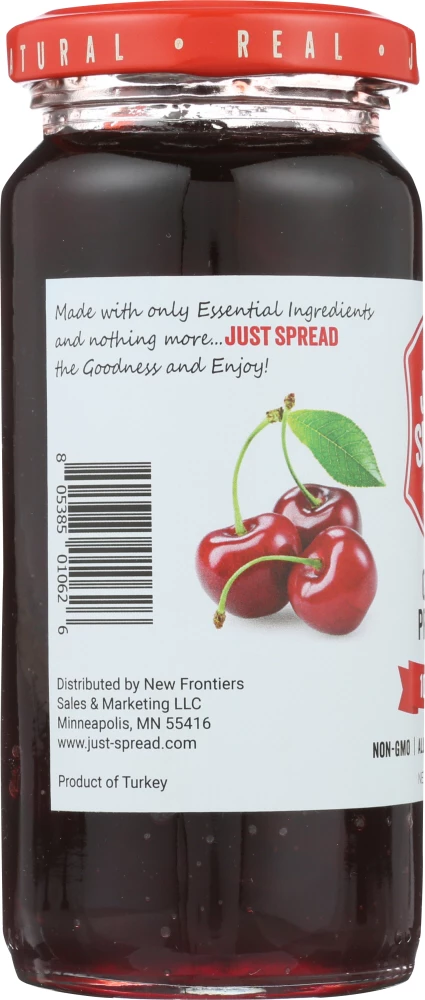 TURAL • REAL •
Made with only Essential Ingredients
and nothing more...JUST SPREAD
the Goodness and Enjoy!
8 05385 01062 6
Distributed by New Frontiers
Sales & Marketing LLC
Minneapolis, MN 55416
www.just-spread.com
Product of Turkey
NON-GMO |